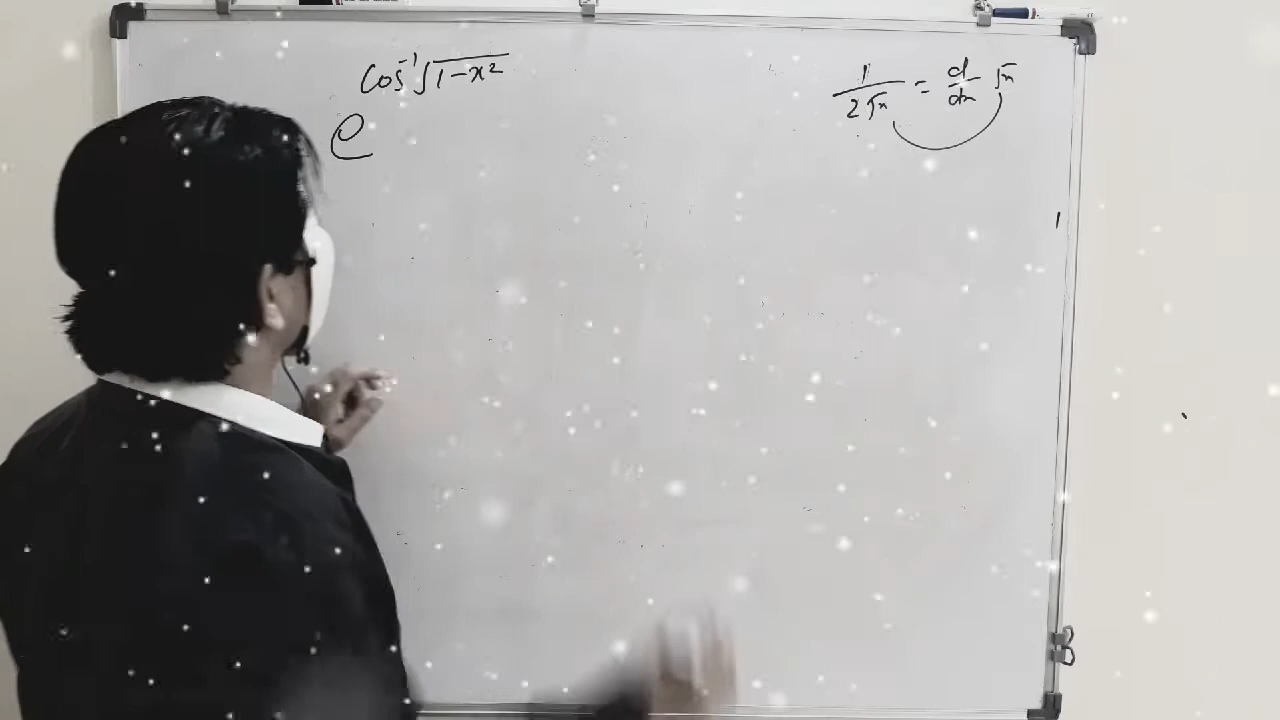 e^{cos⁻¹√(1-x²)}
1/(2√x) = d/dx √x